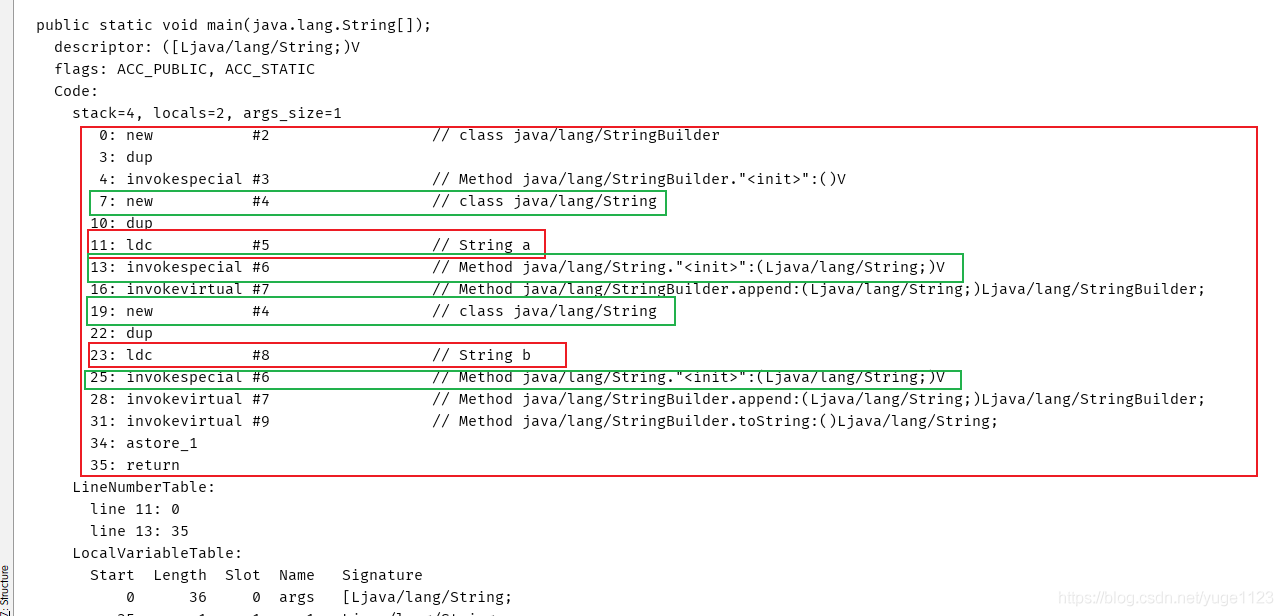 public static void main(java.lang.String[]);
descriptor: ([Ljava/lang/String;)V
flags: ACC_PUBLIC, ACC_STATIC
Code:
stack=4, locals=2, args_size=1
0: new #2 // class java/lang/StringBuilder
3: dup
4: invokespecial #3 // Method java/lang/StringBuilder."<init>":()V
7: new #4 // class java/lang/String
10: dup
11: ldc #5 // String a
13: invokespecial #6 // Method java/lang/String."<init>":(Ljava/lang/String;)V
16: invokevirtual #7 // Method java/lang/StringBuilder.append:(Ljava/lang/String;)Ljava/lang/StringBuilder;
19: new #4 // class java/lang/String
22: dup
23: ldc #8 // String b
25: invokespecial #6 // Method java/lang/String."<init>":(Ljava/lang/String;)V
28: invokevirtual #7 // Method java/lang/StringBuilder.append:(Ljava/lang/String;)Ljava/lang/StringBuilder;
31: invokevirtual #9 // Method java/lang/StringBuilder.toString:()Ljava/lang/String;
34: astore_1
35: return
LineNumberTable:
line 11: 0
line 13: 35
LocalVariableTable:
Start Length Slot Name Signature
0 36 0 args [Ljava/lang/String;
7: Structure
https://blog.csdn.net/yuge1123